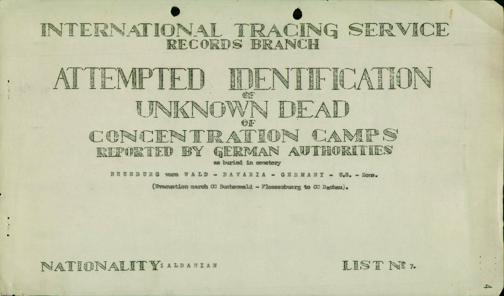 INTERNATIONAL TRACING SERVICE
RECORDS BRANCH
ATTEMPTED IDENTIFICATION
OF
UNKNOWN DEAD
OF
CONCENTRATION CAMPS
REPORTED BY GERMAN AUTHORITIES
as buried in cemetery
NEUNBURG vorm WALD - BAVARIA - GERMANY - U.S. - Zone.
(Evacuation march CC Buchenwald - Flossenbuerg to CC Dachau).
NATIONALITY ALBANIAN
LIST Nr 7.